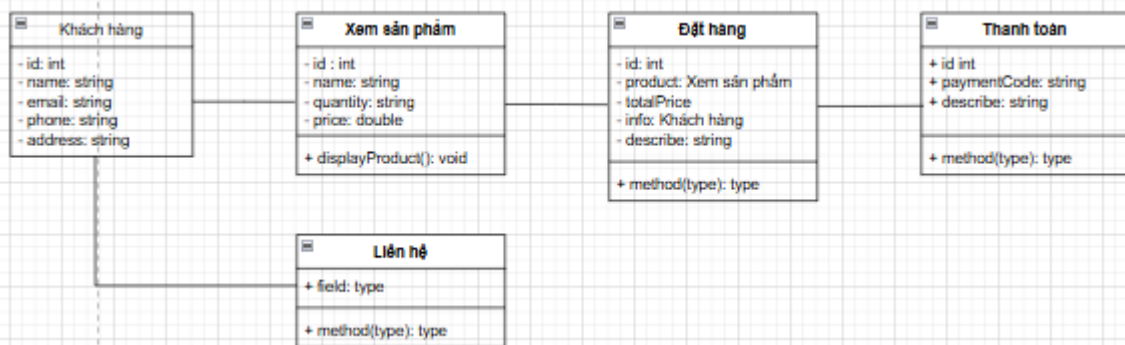 Khách hàng
- id: int
- name: string
- email: string
- phone: string
- address: string
Xem sản phẩm
- id : int
- name: string
- quantity: string
- price: double
+ displayProduct(): void
Đặt hàng
- id: int
- product: Xem sản phẩm
- totalPrice
- info: Khách hàng
- describe: string
+ method(type): type
Thanh toán
+ id int
+ paymentCode: string
+ describe: string
+ method(type): type
Liên hệ
+ field: type
+ method(type): type